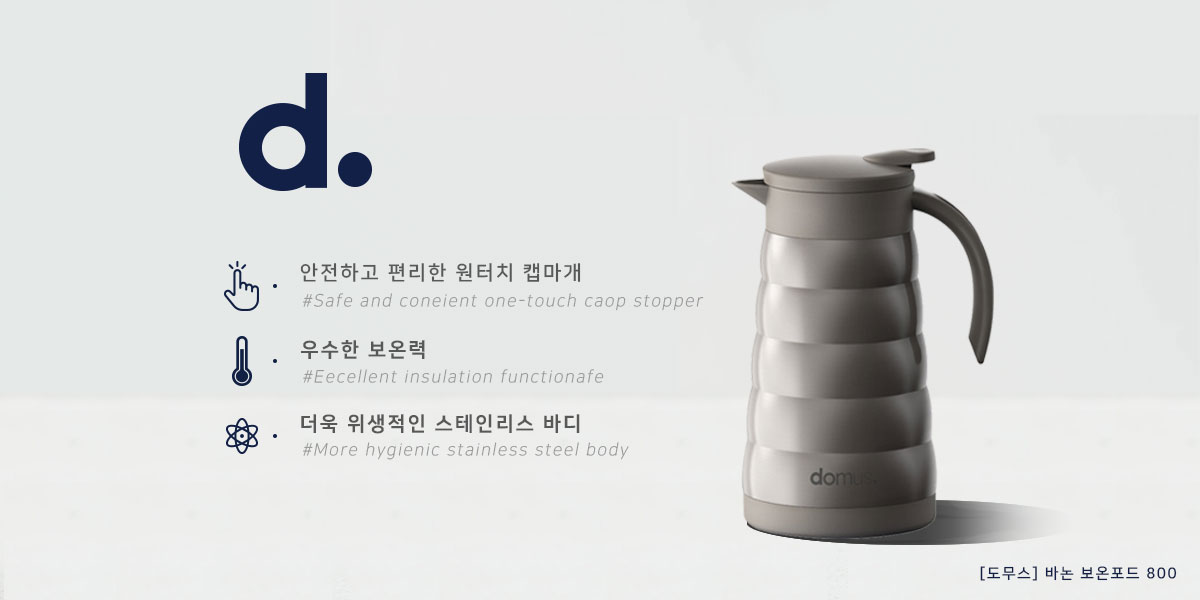 d.
안전하고 편리한 원터치 캡마개
#Safe and coneient one-touch caop stopper
우수한 보온력
#Eecellent insulation functionafe
더욱 위생적인 스테인리스 바디
#More hygienic stainless steel body
domus.
[도무스] 바논 보온포드 800